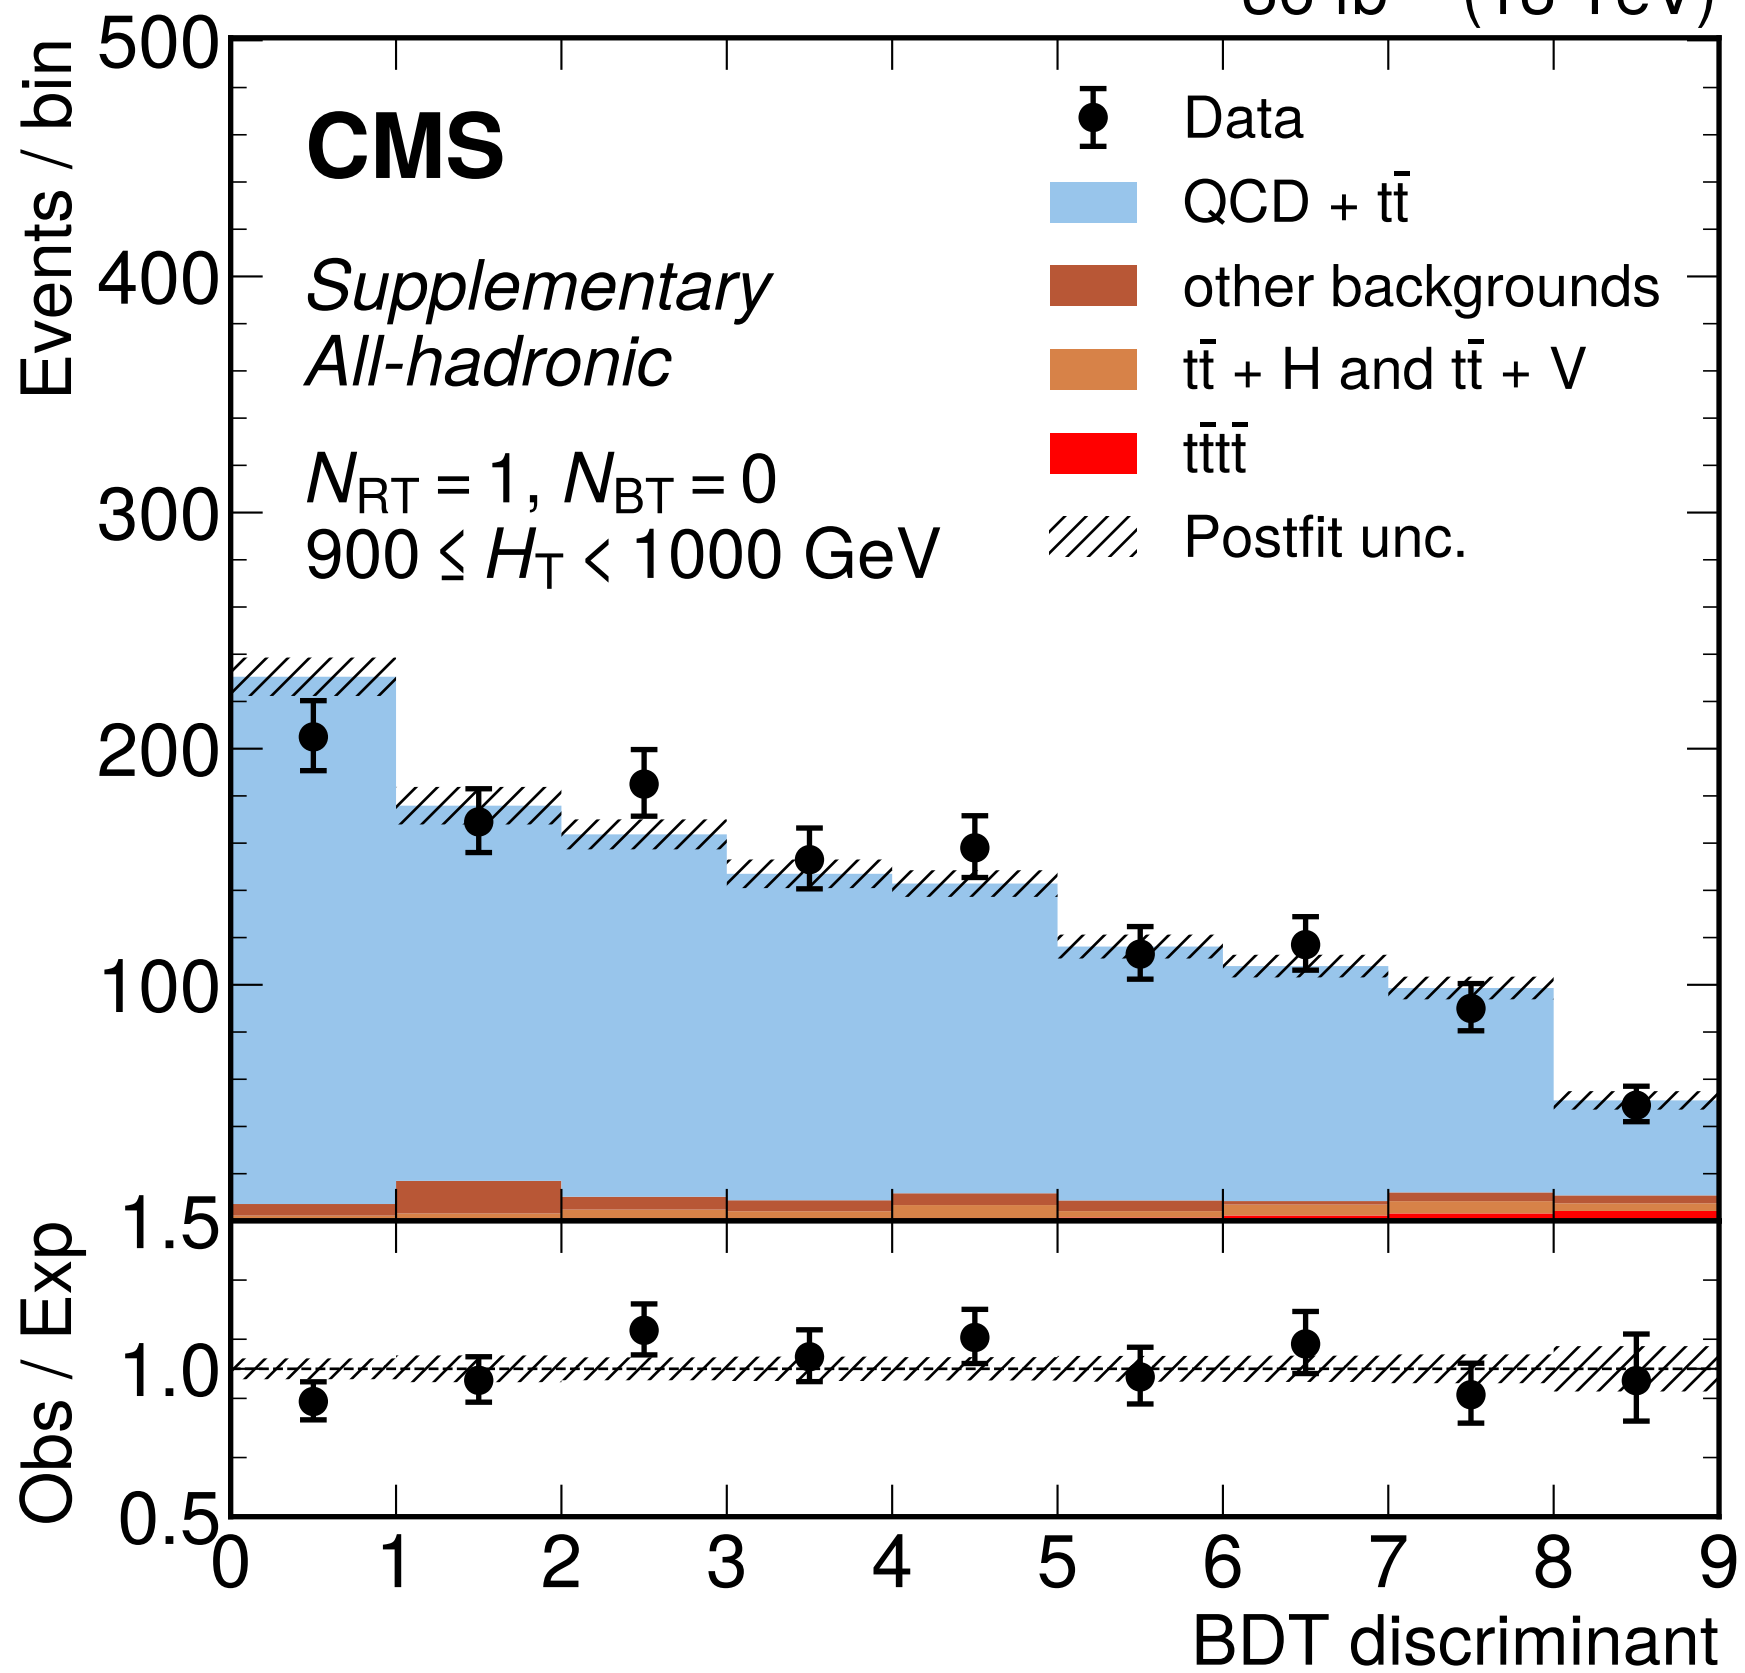 500
400
300
200
100
Events / bin
CMS
Supplementary
All-hadronic
N_RT = 1, N_BT = 0
900 ≤ H_T < 1000 GeV
Data
QCD + tt̄
other backgrounds
tt̄ + H and tt̄ + V
tt̄tt̄
Postfit unc.
1.5
1.0
0.5
Obs / Exp
0 1 2 3 4 5 6 7 8 9
BDT discriminant